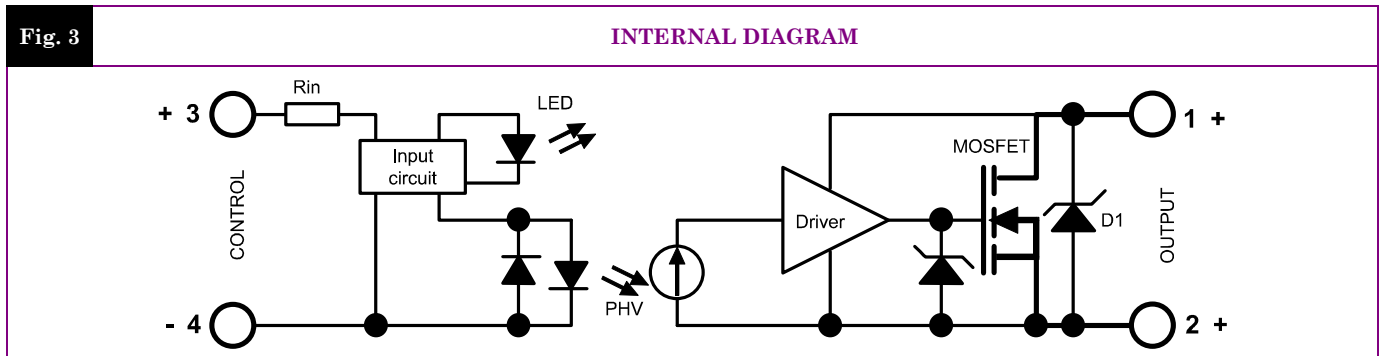 Fig. 3
INTERNAL DIAGRAM
+ 3
Rin
LED
Input
circuit
CONTROL
- 4
PHV
Driver
MOSFET
D1
OUTPUT
1 +
2 +